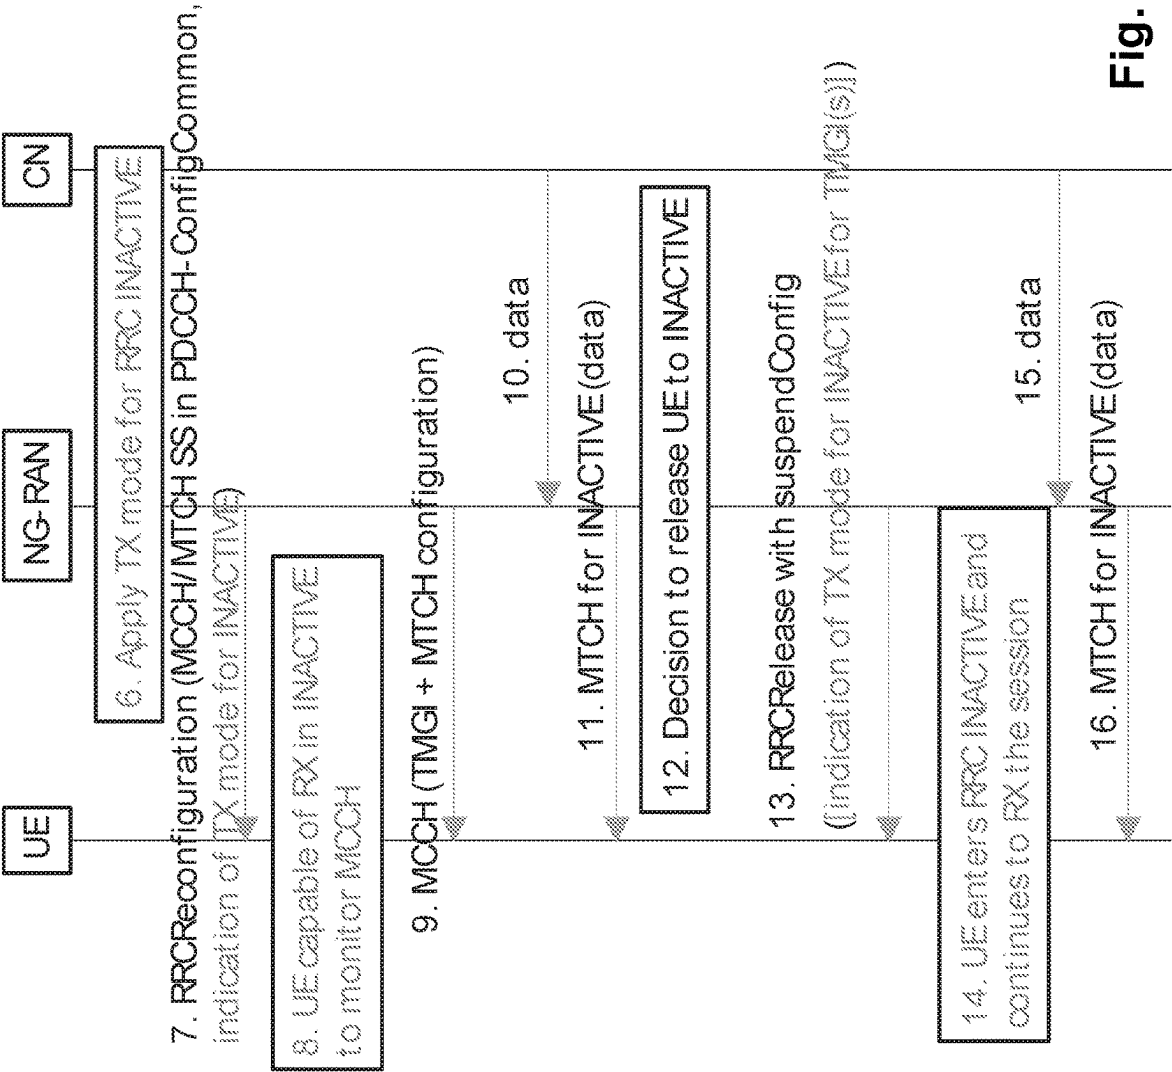 UE
NG-RAN
CN
6. Apply TX mode for RRC INACTIVE
7. RRCReconfiguration (MCCH/MTCH SS in PDCCH-ConfigCommon,
indication of TX mode for INACTIVE)
8. UE capable of RX in INACTIVE
to monitor MCCH
9. MCCH (TMGI + MTCH configuration)
10. data
11. MTCH for INACTIVE (data)
12. Decision to release UE to INACTIVE
13. RRCRelease with suspendConfig
([indication of TX mode for INACTIVE for TMGI(s)])
14. UE enters RRC INACTIVE and
continues to RX the session
15. data
16. MTCH for INACTIVE (data)
Fig.